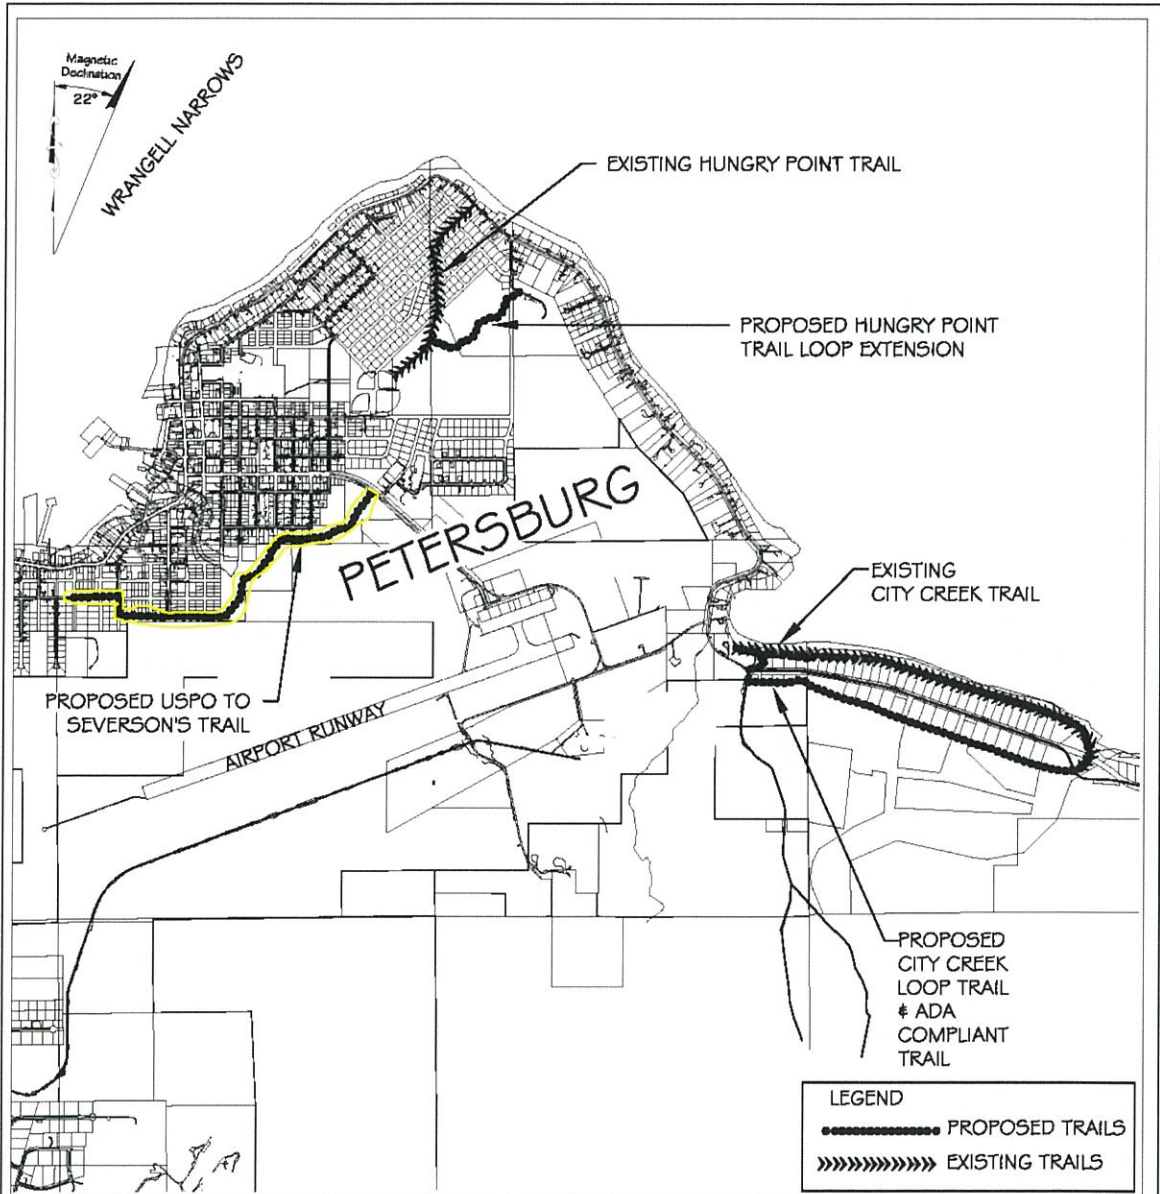 Magnetic
Declination
22°
WRANGELL NARROWS
EXISTING HUNGRY POINT TRAIL
PROPOSED HUNGRY POINT
TRAIL LOOP EXTENSION
PETERSBURG
EXISTING
CITY CREEK TRAIL
PROPOSED USPO TO
SEVERSON'S TRAIL
AIRPORT RUNWAY
PROPOSED
CITY CREEK
LOOP TRAIL
& ADA
COMPLIANT
TRAIL
LEGEND
PROPOSED TRAILS
EXISTING TRAILS